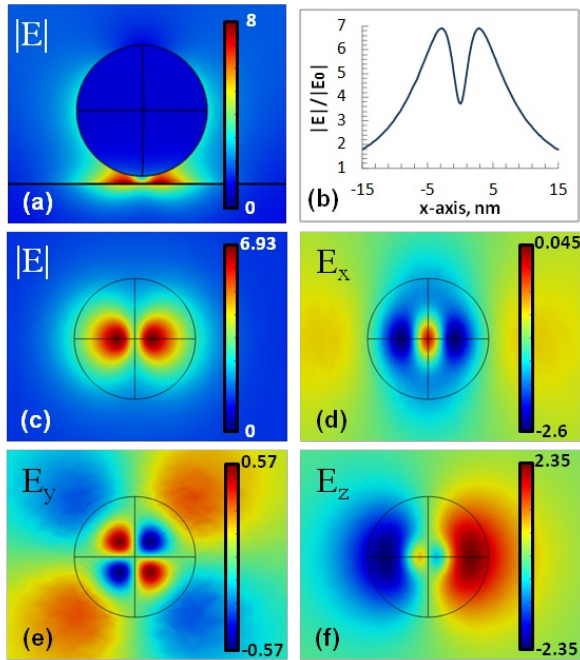 |E|
8
0
(a)
|E|/|E0|
7
6
5
4
3
2
1
-15
-5
5
15
x-axis, nm
(b)
|E|
6.93
0
(c)
Ex
0.045
-2.6
(d)
Ey
0.57
-0.57
(e)
Ez
2.35
-2.35
(f)